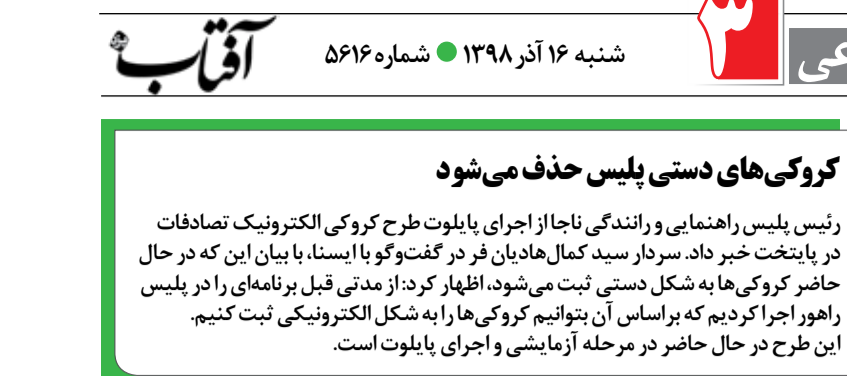 ۳
شنبه ۱۶ آذر ۱۳۹۸ ● شماره ۵۶۱۶
آفتاب
یزد
کروکی‌های دستی پلیس حذف می‌شود
رئیس پلیس راهنمایی و رانندگی ناجا از اجرای پایلوت طرح کروکی الکترونیک تصادفات
در پایتخت خبر داد. سردار سید کمال‌هادیان فر در گفت‌وگو با ایسنا، با بیان این که در حال
حاضر کروکی‌ها به شکل دستی ثبت می‌شود، اظهار کرد: از مدتی قبل برنامه‌ای را در پلیس
راهور اجرا کردیم که براساس آن بتوانیم کروکی‌ها را به شکل الکترونیکی ثبت کنیم.
این طرح در حال حاضر در مرحله آزمایشی و اجرای پایلوت است.